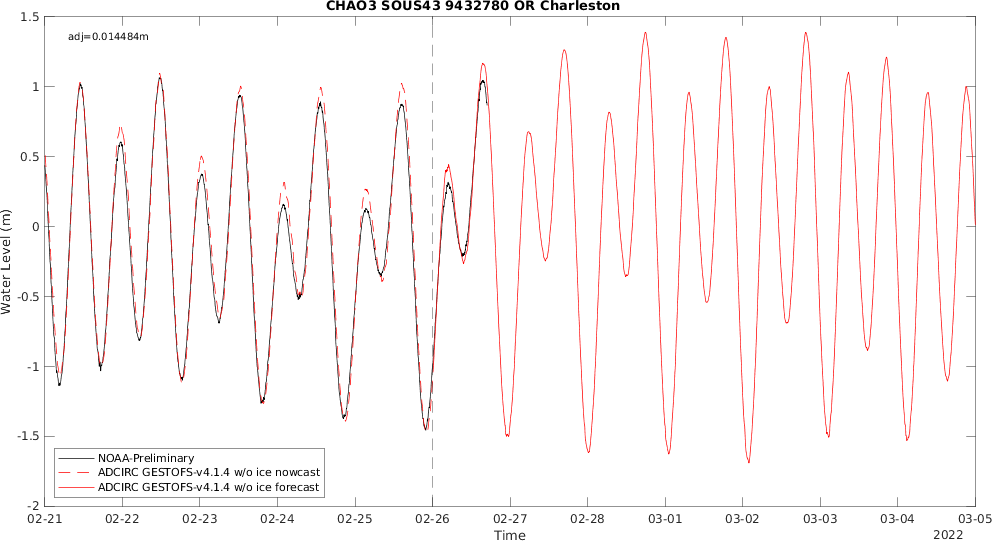 CHAO3 SOUS43 9432780 OR Charleston
adj=0.014484m
1.5
1
0.5
0
-0.5
-1
-1.5
-2
Water Level (m)
NOAA-Preliminary
ADCIRC GESTOFS-v4.1.4 w/o ice nowcast
ADCIRC GESTOFS-v4.1.4 w/o ice forecast
02-21 02-22 02-23 02-24 02-25 02-26 02-27 02-28 03-01 03-02 03-03 03-04 03-05
Time
2022